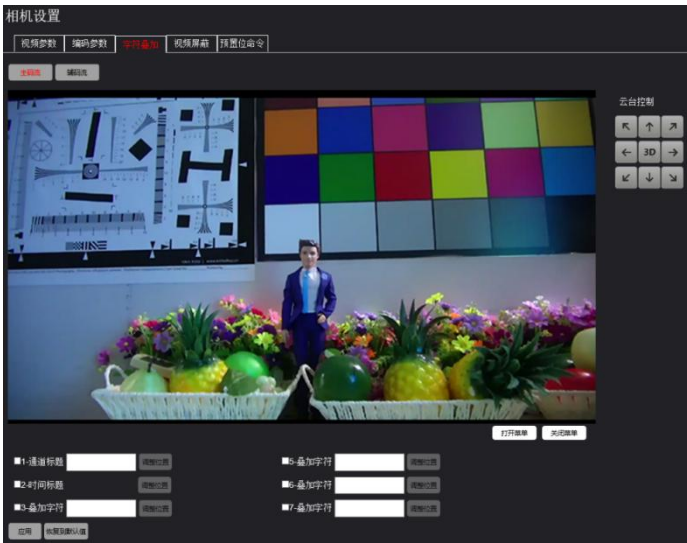 相机设置
视频参数 编码参数 字符叠加 视频屏蔽 预置位命令
主码流 辅码流
云台控制
3D
打开菜单 关闭菜单
1-通道标题 调整位置 5-叠加字符 调整位置
2-时间标题 调整位置 6-叠加字符 调整位置
3-叠加字符 调整位置 7-叠加字符 调整位置
应用 恢复到默认值